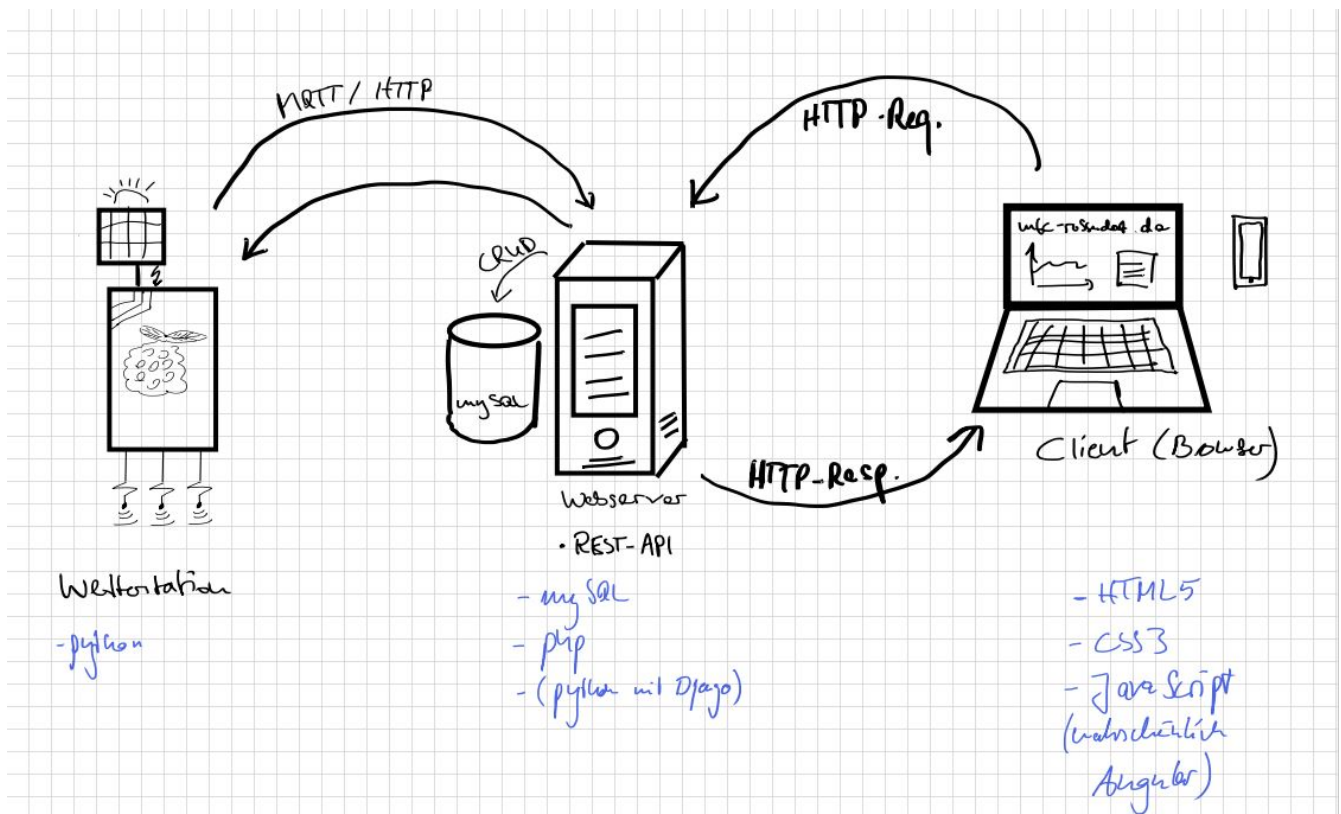 MQTT / HTTP
HTTP-Req.
CRUD
mySQL
HTTP-Resp.
Client (Browser)
Webserver
• REST-API
Wetterstation
- python
- mySQL
- php
- (python mit Django)
- HTML5
- CSS3
- JavaScript
(wahrscheinlich
Angular)